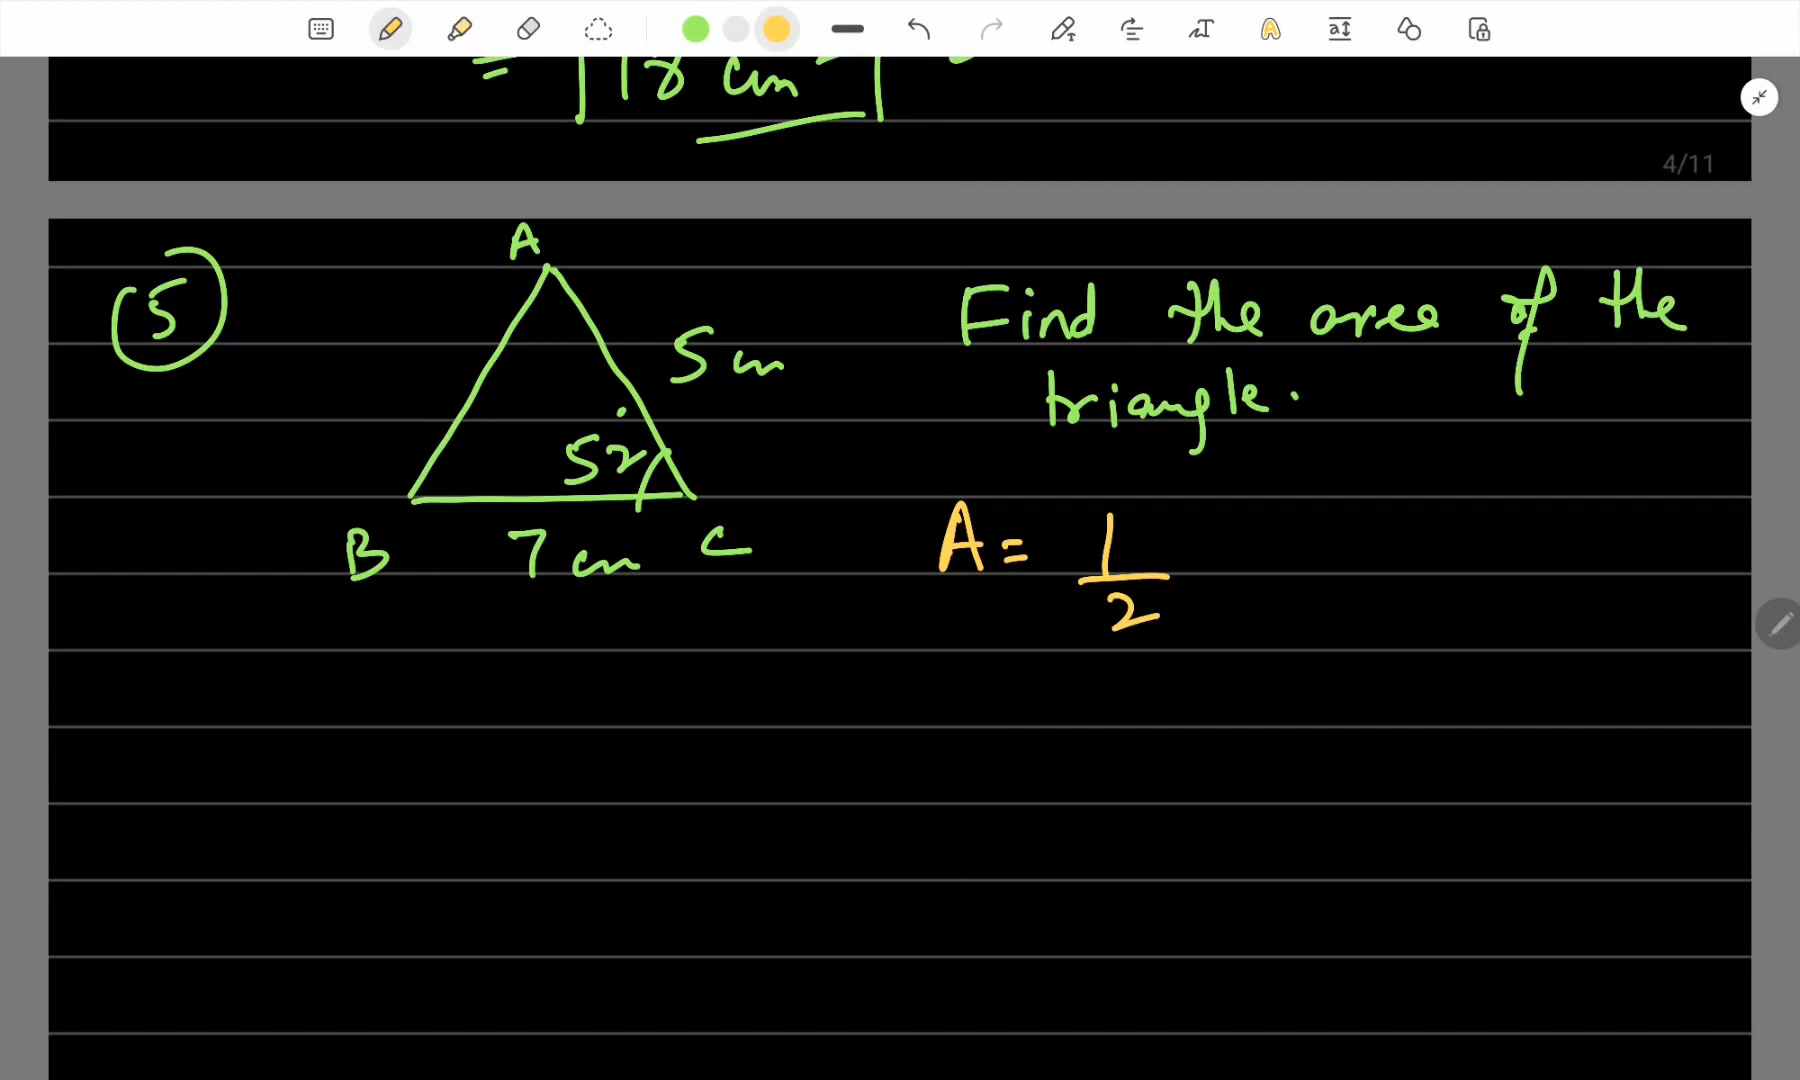 = 18 cm
4/11
5
A
5 cm
52°
B 7 cm C
Find the area of the
triangle.
A = 1/2